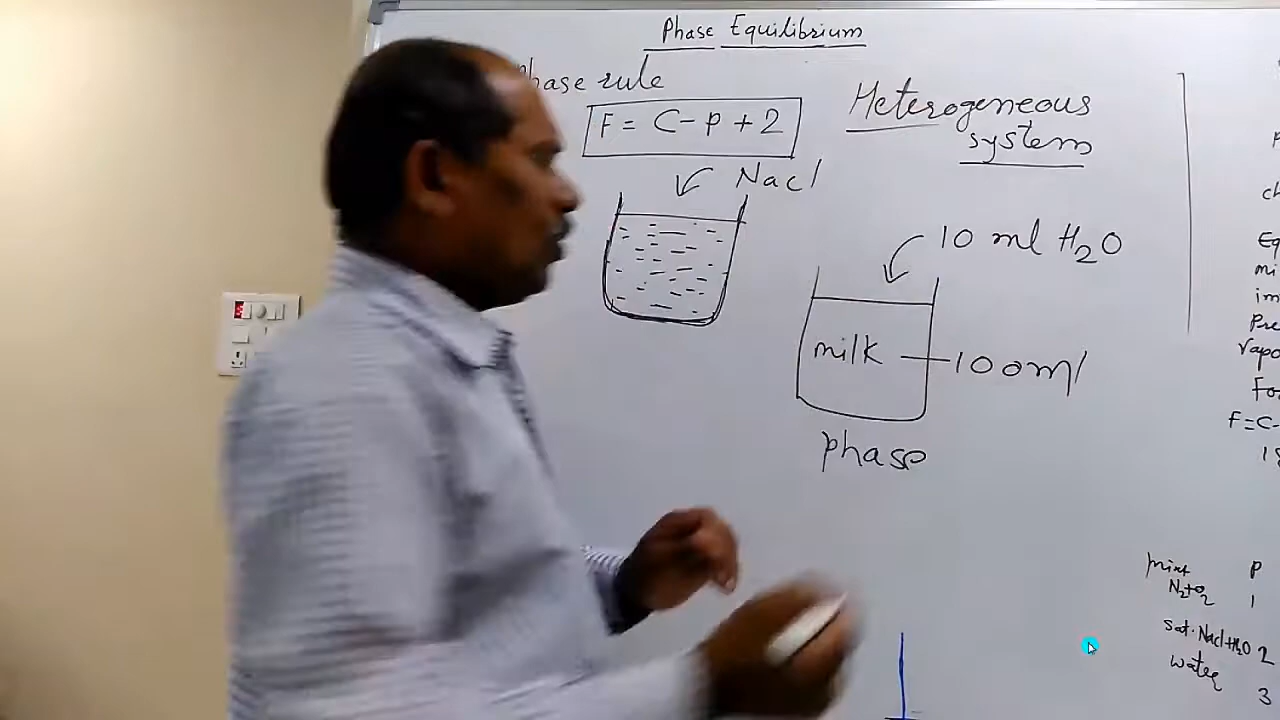 Phase Equilibrium
Phase rule
F = C - P + 2
Heterogeneous
system
NaCl
10 ml H₂O
milk
100ml
phase
F=C-
mixt P
N₂+O₂ 1
sat. NaCl+H₂O 2
water
3